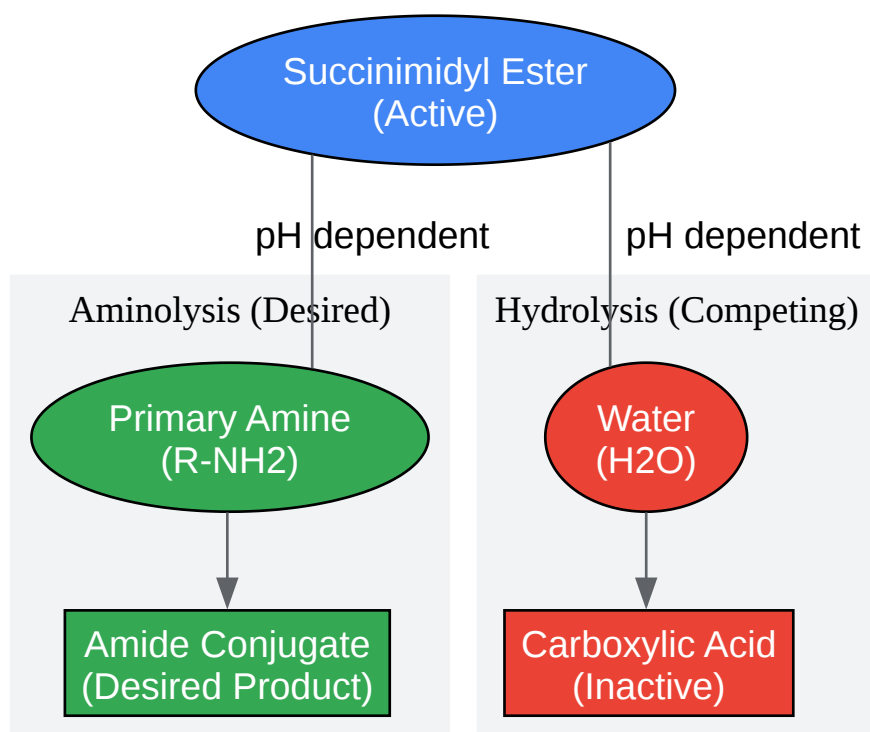 Succinimidyl Ester
(Active)
pH dependent
pH dependent
Aminolysis (Desired)
Hydrolysis (Competing)
Primary Amine
(R-NH2)
Water
(H2O)
Amide Conjugate
(Desired Product)
Carboxylic Acid
(Inactive)